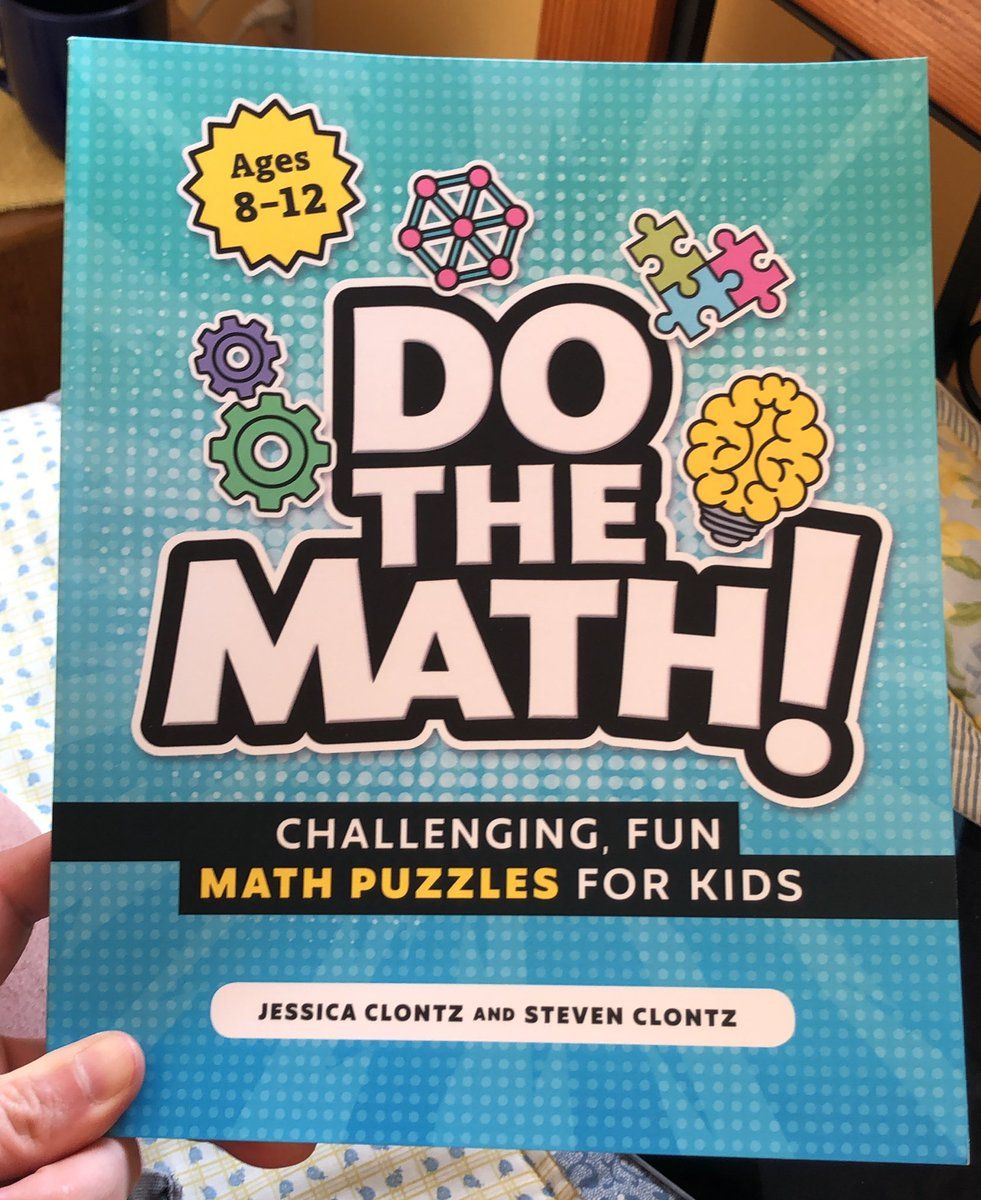 Ages
8–12
DO
THE
MATH!
CHALLENGING, FUN
MATH PUZZLES FOR KIDS
JESSICA CLONTZ AND STEVEN CLONTZ